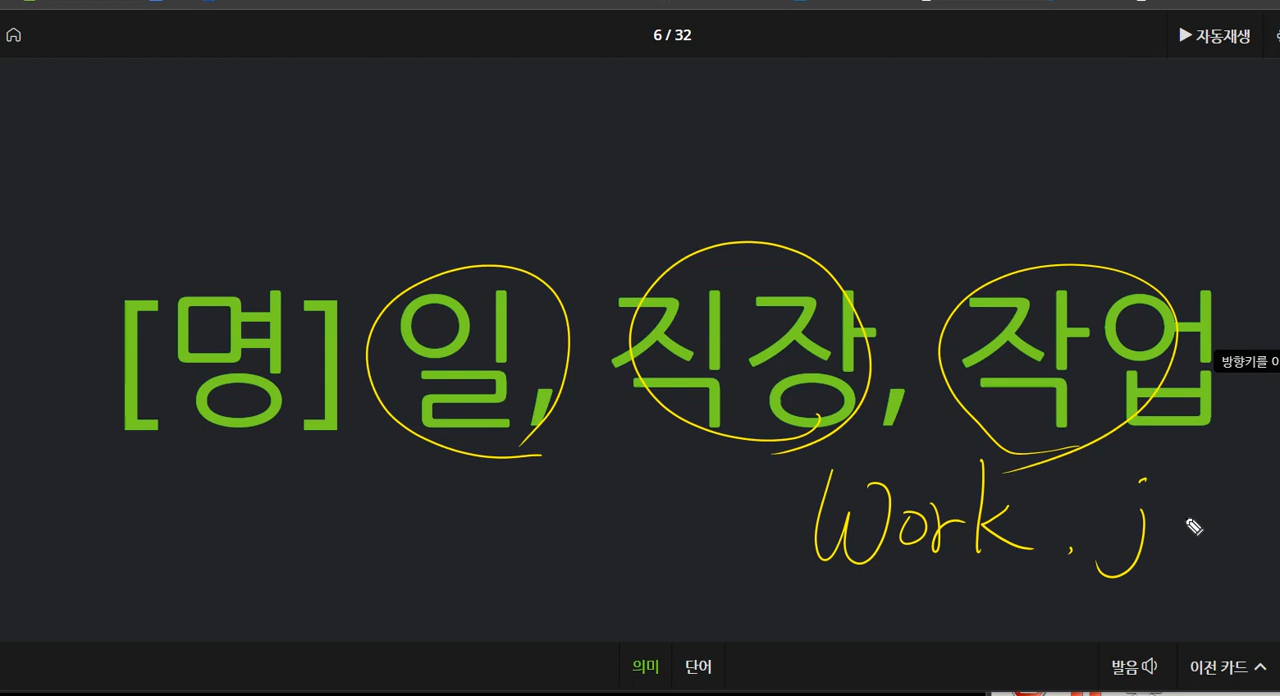 6 / 32
▶ 자동재생
[명] 일, 직장, 작업
방향키를 이
Work, j
의미 단어 발음 이전 카드